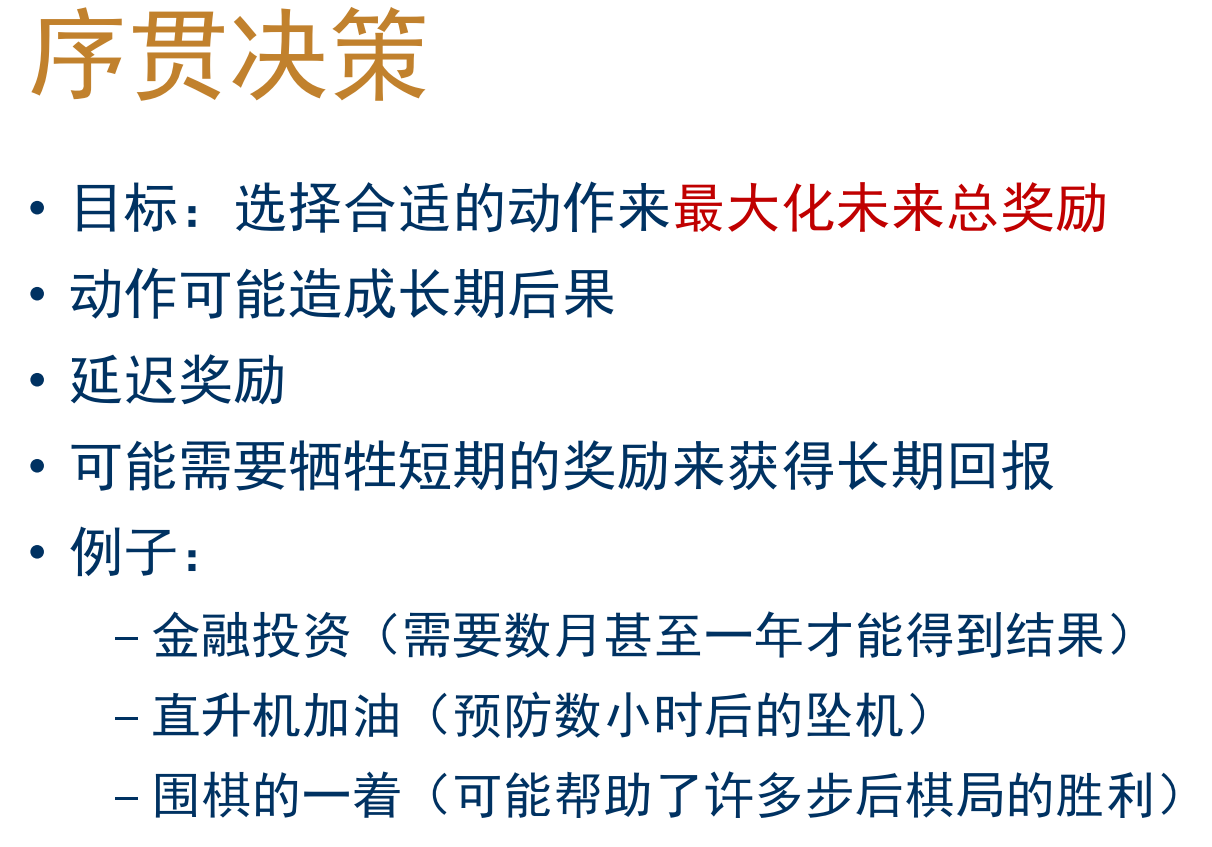 序贯决策
• 目标：选择合适的动作来最大化未来总奖励
• 动作可能造成长期后果
• 延迟奖励
• 可能需要牺牲短期的奖励来获得长期回报
• 例子：
– 金融投资（需要数月甚至一年才能得到结果）
– 直升机加油（预防数小时后的坠机）
– 围棋的一着（可能帮助了许多步后棋局的胜利）